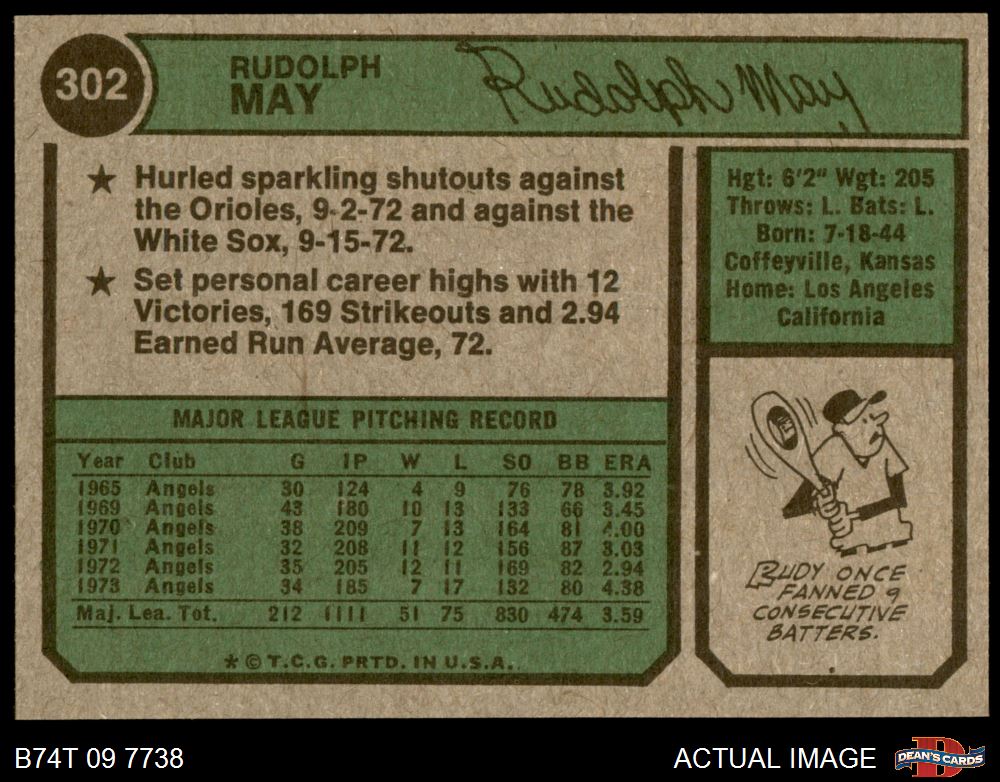 302
RUDOLPH
MAY
Rudolph May
★ Hurled sparkling shutouts against
the Orioles, 9-2-72 and against the
White Sox, 9-15-72.
★ Set personal career highs with 12
Victories, 169 Strikeouts and 2.94
Earned Run Average, 72.
Hgt: 6'2" Wgt: 205
Throws: L. Bats: L.
Born: 7-18-44
Coffeyville, Kansas
Home: Los Angeles
California
MAJOR LEAGUE PITCHING RECORD
Year Club G IP W L SO BB ERA
1965 Angels 30 124 4 9 76 78 3.92
1969 Angels 43 180 10 13 133 66 3.45
1970 Angels 38 209 7 13 164 81 4.00
1971 Angels 32 208 11 12 156 87 3.03
1972 Angels 35 205 12 11 169 82 2.94
1973 Angels 34 185 7 17 132 80 4.38
Maj. Lea. Tot. 212 1111 51 75 830 474 3.59
* © T.C.G. PRTD. IN U.S.A.
RUDY ONCE
FANNED 9
CONSECUTIVE
BATTERS.
B74T 09 7738
ACTUAL IMAGE
D
DEAN'S CARDS